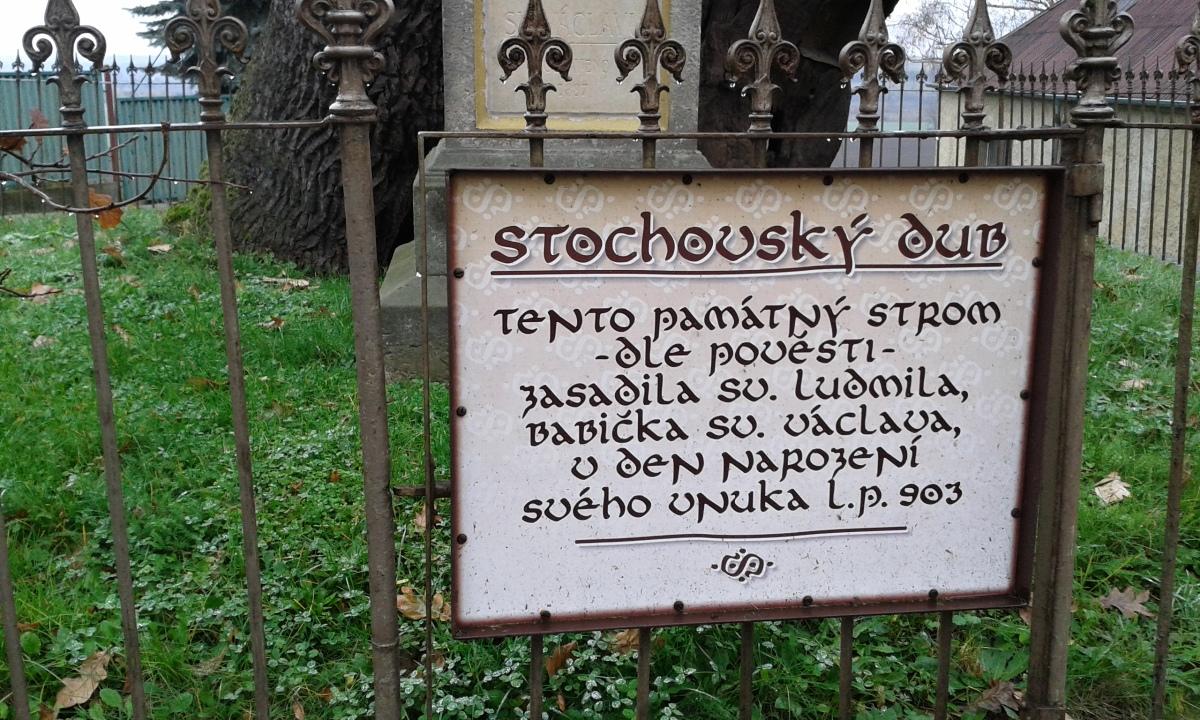 Stochovský dub
Tento památný strom
-dle pověsti-
zasadila sv. Ludmila,
babička sv. Václava,
v den narození
svého vnuka l.p. 903